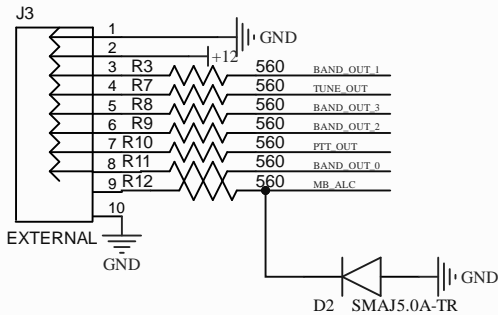 J3
1 GND
2 +12
3 R3 560 BAND_OUT_1
4 R7 560 TUNE_OUT
5 R8 560 BAND_OUT_3
6 R9 560 BAND_OUT_2
7 R10 560 PTT_OUT
8 R11 560 BAND_OUT_0
9 R12 560 MB_ALC
10
EXTERNAL
GND
GND
D2 SMAJ5.0A-TR